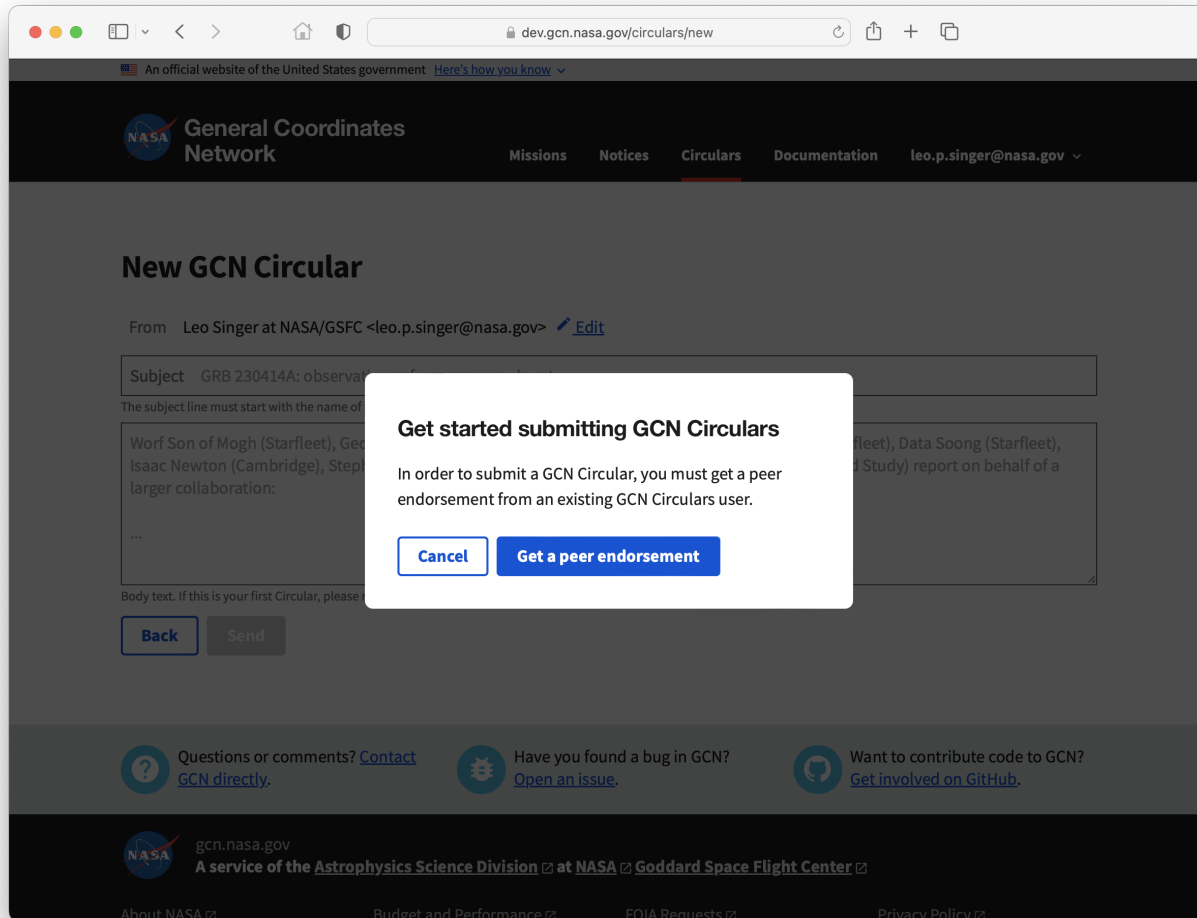 dev.gcn.nasa.gov/circulars/new
An official website of the United States government Here's how you know
NASA
General Coordinates
Network
Missions Notices Circulars Documentation leo.p.singer@nasa.gov
New GCN Circular
From Leo Singer at NASA/GSFC <leo.p.singer@nasa.gov> Edit
Subject GRB 230414A:
The subject line must start with the name of
Worf Son of Mogh (Starfleet), Data Soong (Starfleet),
Isaac Newton (Cambridge), Study) report on behalf of a
larger collaboration:
...
Body text. If this is your first Circular, please
Back Send
Get started submitting GCN Circulars
In order to submit a GCN Circular, you must get a peer
endorsement from an existing GCN Circulars user.
Cancel Get a peer endorsement
Questions or comments? Contact
GCN directly.
Have you found a bug in GCN?
Open an issue.
Want to contribute code to GCN?
Get involved on GitHub.
NASA
gcn.nasa.gov
A service of the Astrophysics Science Division at NASA Goddard Space Flight Center
About NASA Budget and Performance FOIA Requests Privacy Policy